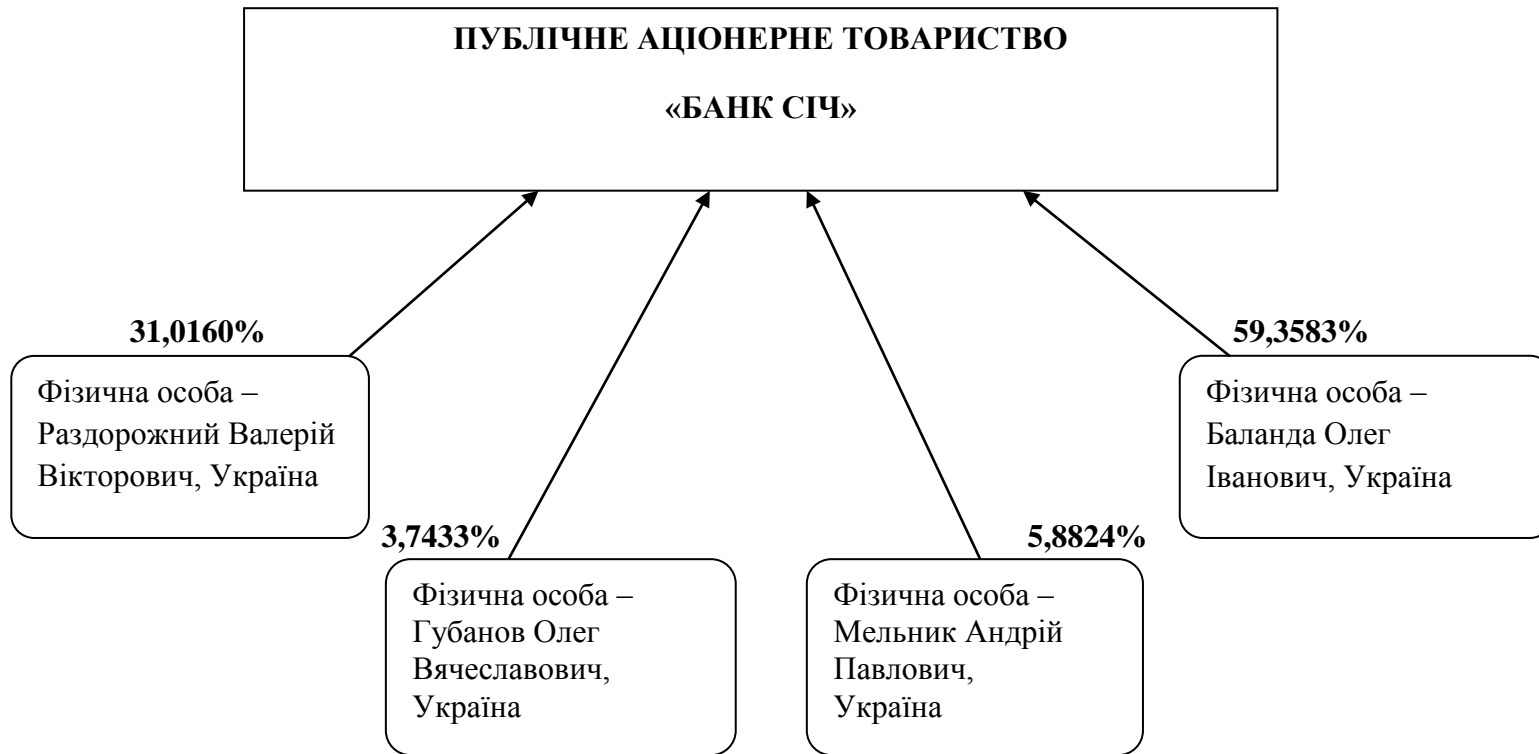 ПУБЛІЧНЕ АЦІОНЕРНЕ ТОВАРИСТВО
«БАНК СІЧ»
31,0160%
Фізична особа –
Раздорожний Валерій
Вікторович, Україна
3,7433%
Фізична особа –
Губанов Олег
Вячеславович,
Україна
5,8824%
Фізична особа –
Мельник Андрій
Павлович,
Україна
59,3583%
Фізична особа –
Баланда Олег
Іванович, Україна